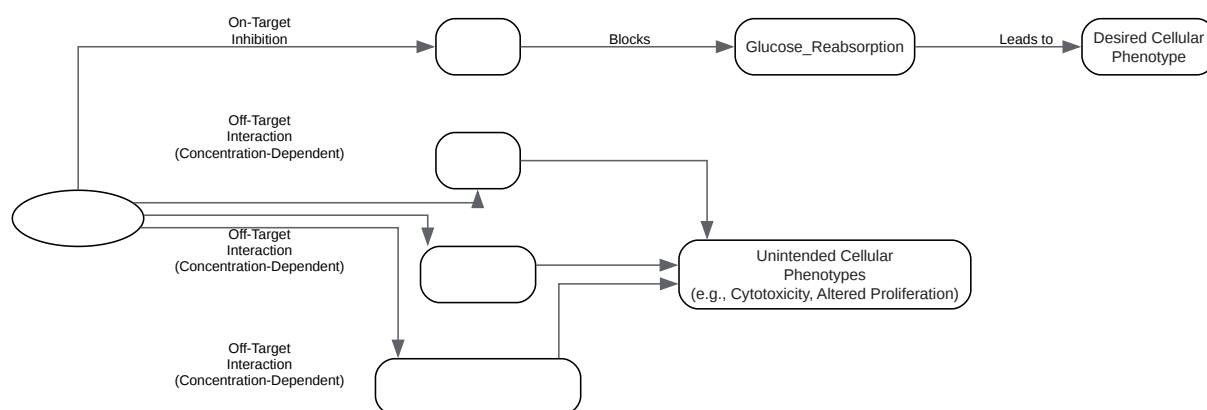 On-Target
Inhibition
Blocks
Glucose_Reabsorption
Leads to
Desired Cellular
Phenotype
Off-Target
Interaction
(Concentration-Dependent)
Off-Target
Interaction
(Concentration-Dependent)
Unintended Cellular
Phenotypes
(e.g., Cytotoxicity, Altered Proliferation)
Off-Target
Interaction
(Concentration-Dependent)